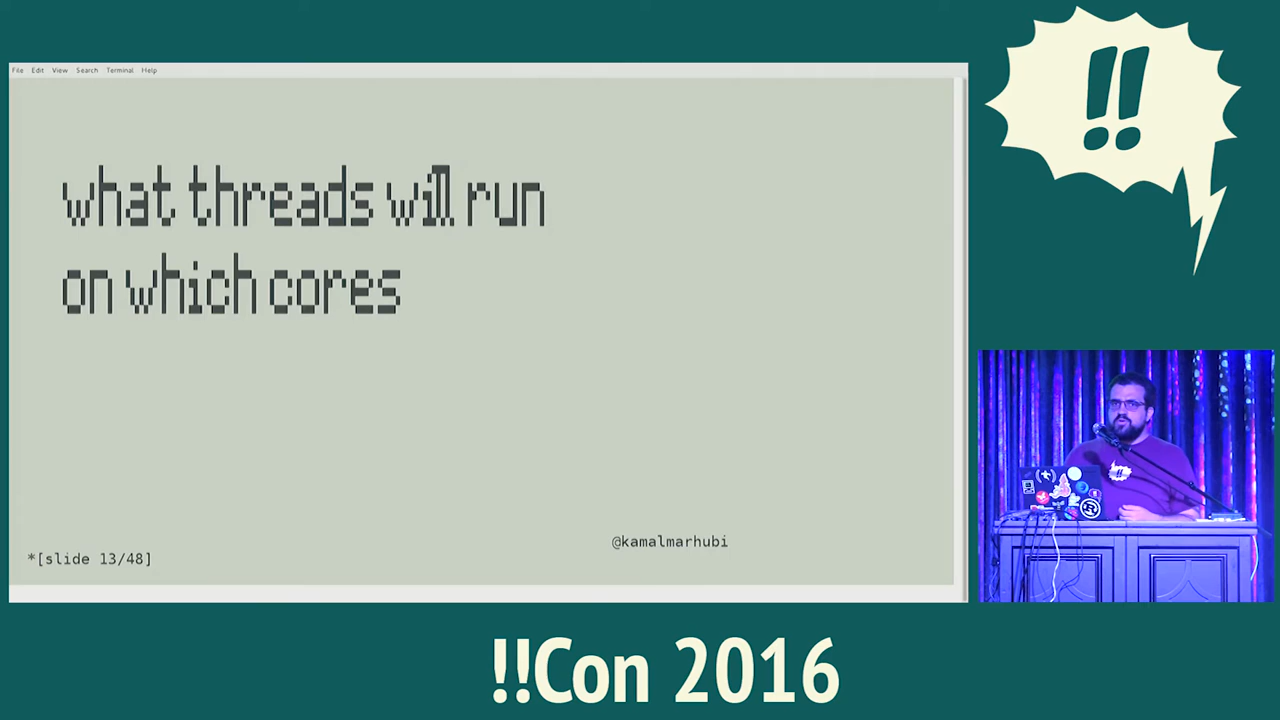 !!
File Edit View Search Terminal Help
what threads will run
on which cores
@kamalmarhubi
*[slide 13/48]
!!
R
!!Con 2016